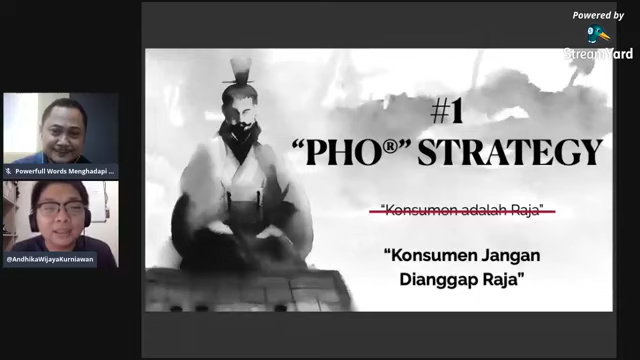 Powered by
StreamYard
#1
“PHO®” STRATEGY
“Konsumen adalah Raja”
“Konsumen Jangan
Dianggap Raja”
Powerfull Words Menghadapi ...
@AndhikaWijayaKurniawan